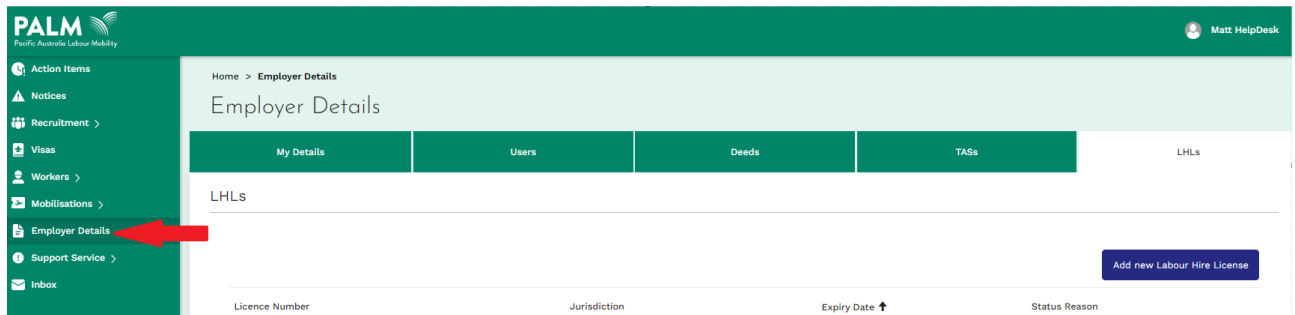 PALM
Pacific Australia Labour Mobility
Matt HelpDesk
Action Items
Notices
Recruitment >
Visas
Workers >
Mobilisations >
Employer Details
Support Service >
Inbox
Home > Employer Details
Employer Details
My Details Users Deeds TASs LHLs
LHLs
Add new Labour Hire License
Licence Number Jurisdiction Expiry Date ↑ Status Reason